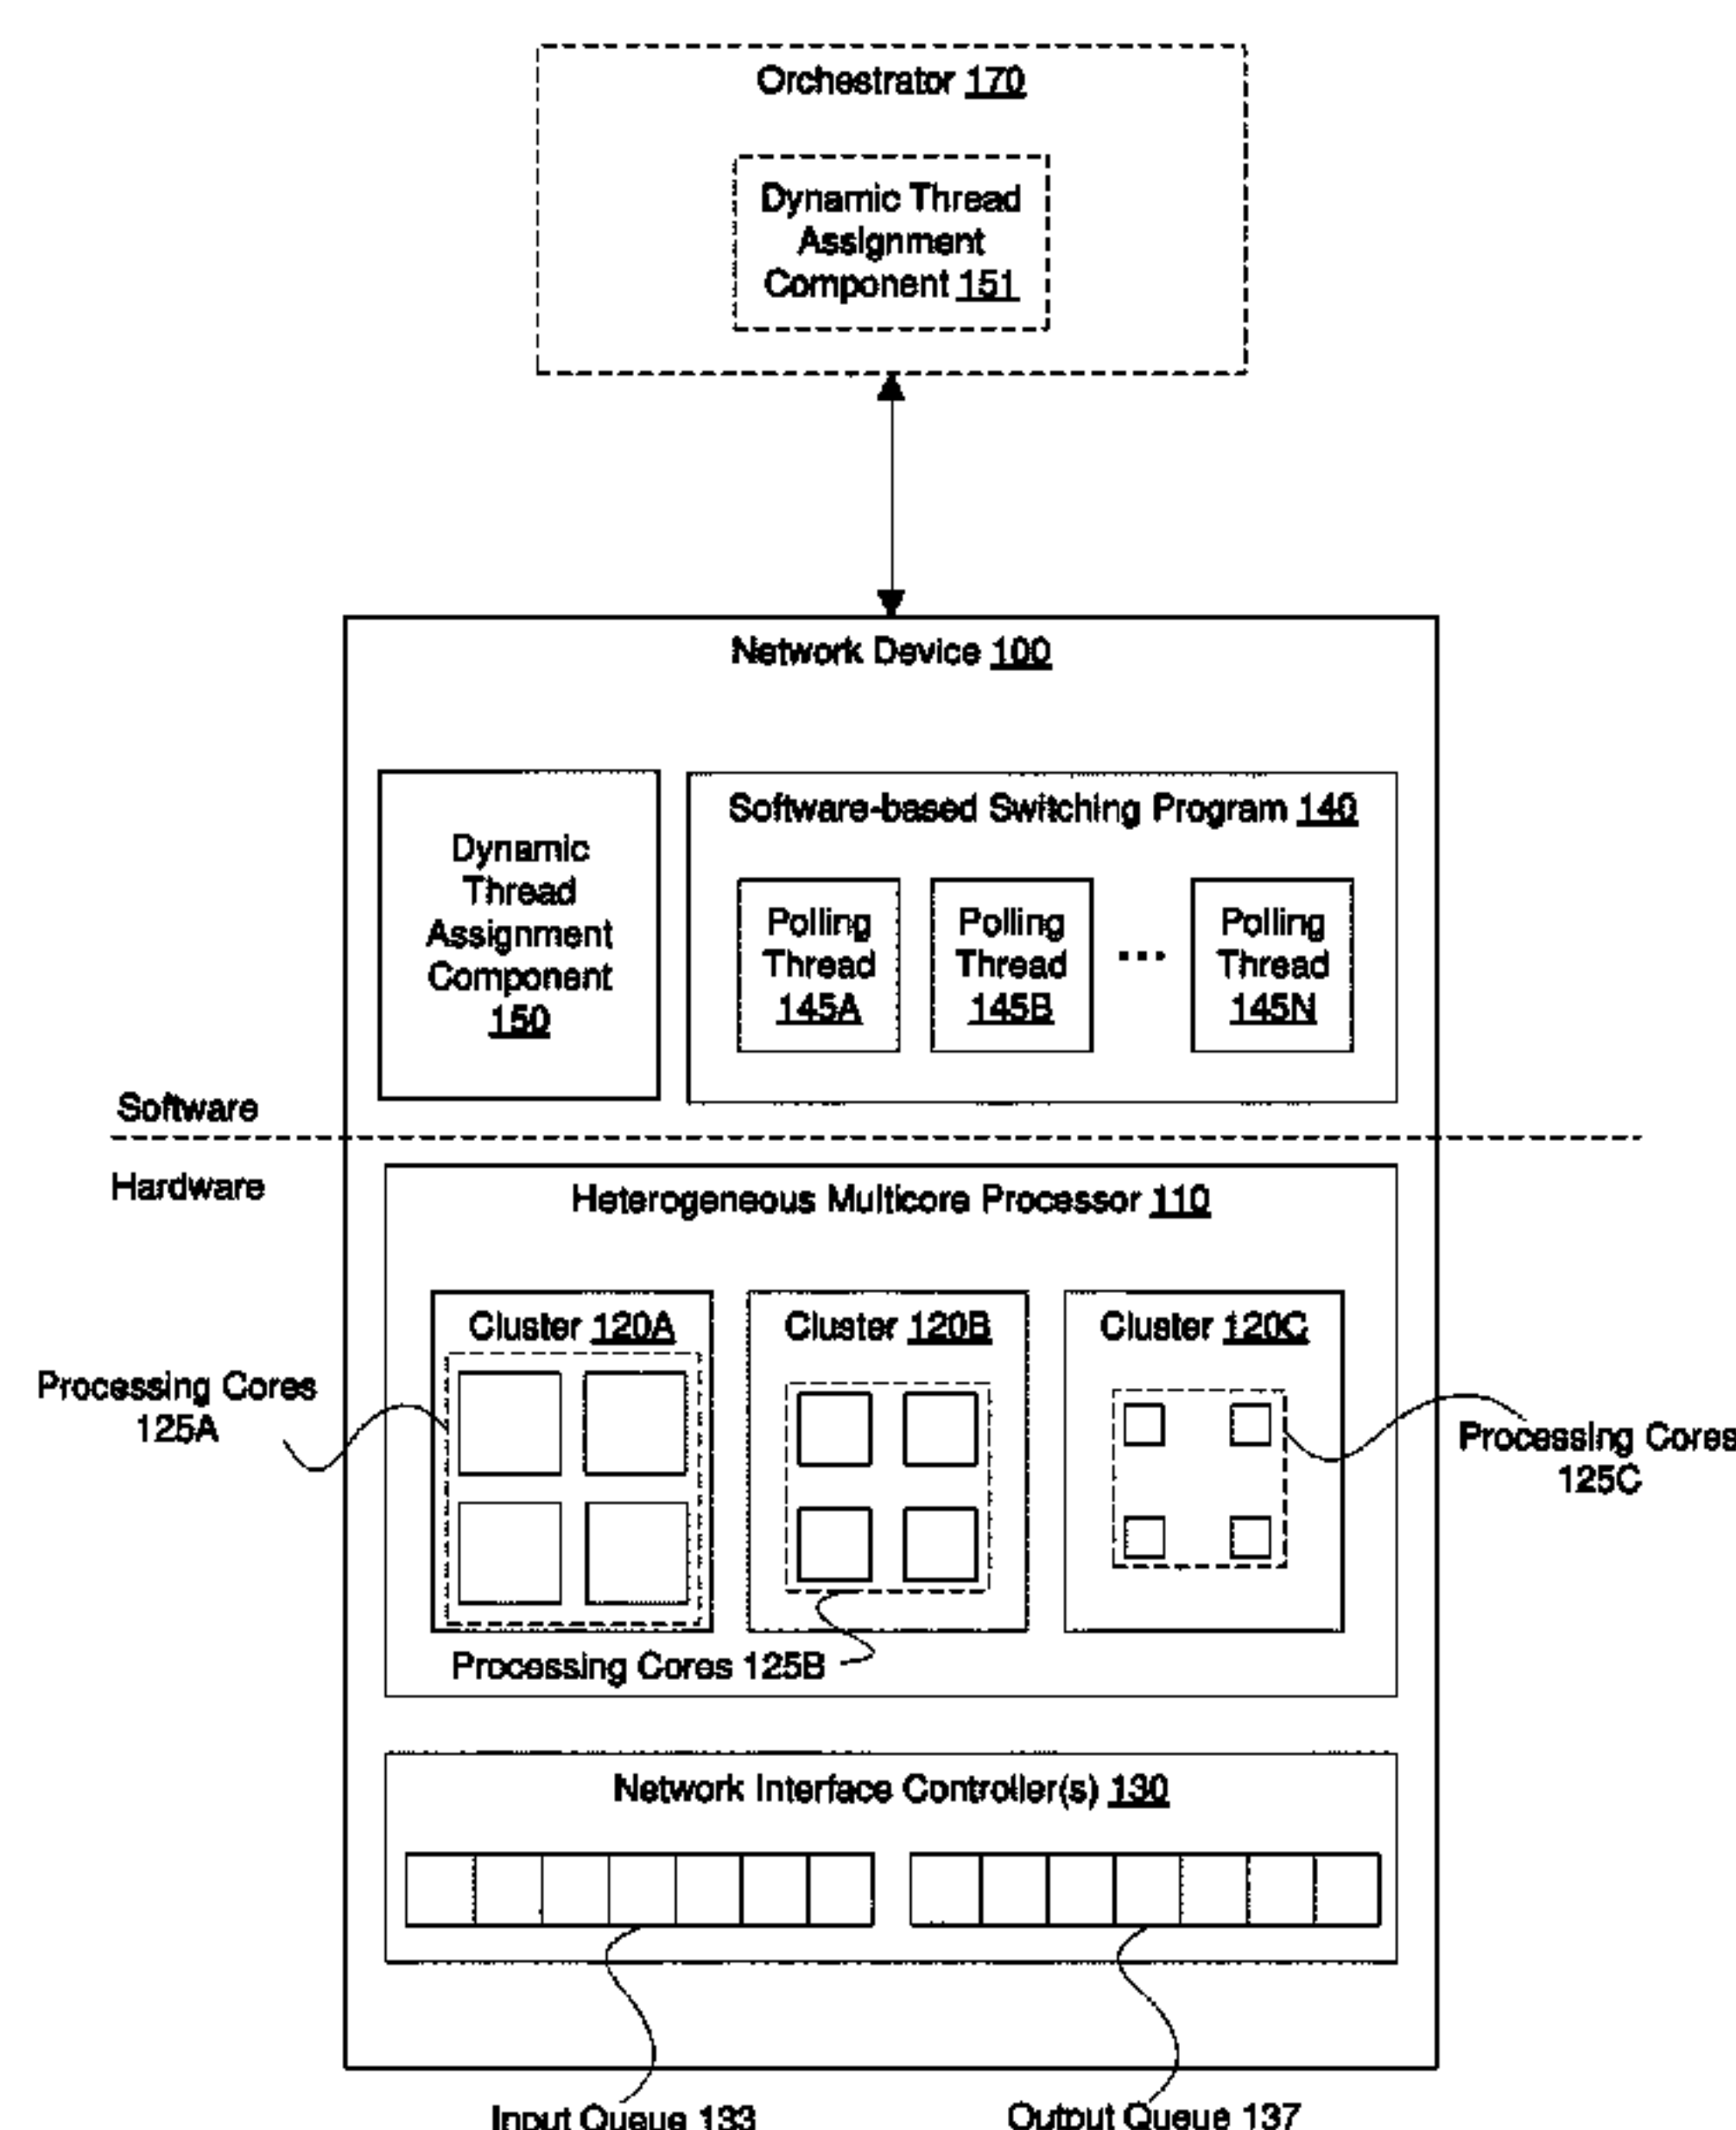 Orchestrator 170
Dynamic Thread
Assignment
Component 151
Network Device 100
Dynamic
Thread
Assignment
Component
150
Software-based Switching Program 140
Polling
Thread
145A
Polling
Thread
145B
...
Polling
Thread
145N
Software
Hardware
Heterogeneous Multicore Processor 110
Cluster 120A
Cluster 120B
Cluster 120C
Processing Cores
125A
Processing Cores
125C
Processing Cores 125B
Network Interface Controller(s) 130
Input Queue 133
Output Queue 137